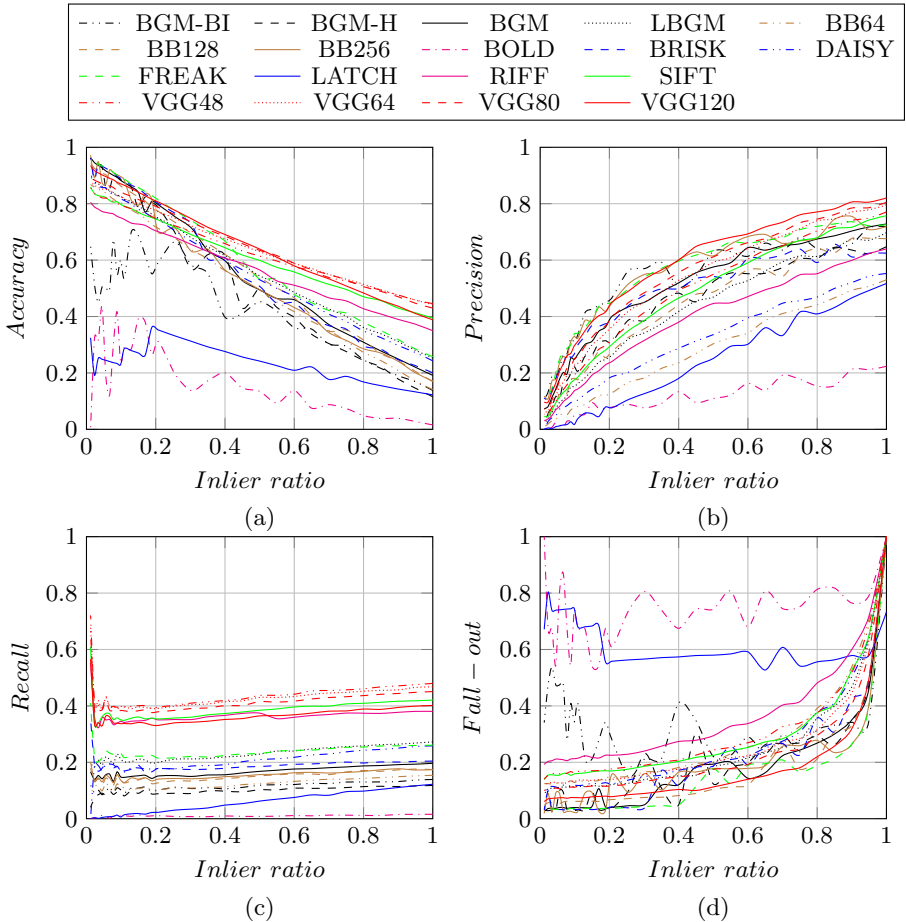 BGM-BI BGM-H BGM LBGM BB64
BB128 BB256 BOLD BRISK DAISY
FREAK LATCH RIFF SIFT
VGG48 VGG64 VGG80 VGG120
1
0.8
0.6
0.4
0.2
0
Accuracy
0 0.2 0.4 0.6 0.8 1
Inlier ratio
(a)
1
0.8
0.6
0.4
0.2
0
Precision
0 0.2 0.4 0.6 0.8 1
Inlier ratio
(b)
1
0.8
0.6
0.4
0.2
0
Recall
0 0.2 0.4 0.6 0.8 1
Inlier ratio
(c)
1
0.8
0.6
0.4
0.2
0
Fall − out
0 0.2 0.4 0.6 0.8 1
Inlier ratio
(d)